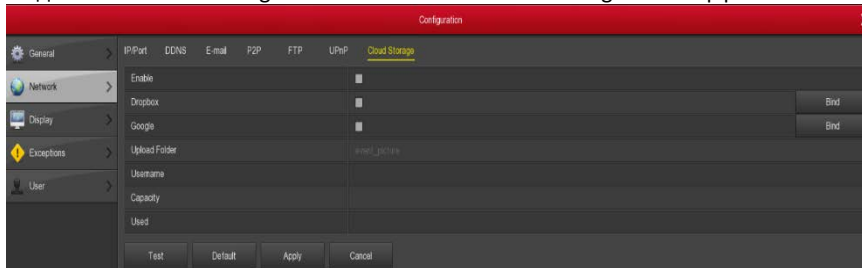 Configuration
General
IP/Port DDNS E-mail P2P FTP UPnP Cloud Storage
Network
Enable
Dropbox Bind
Display
Google Bind
Exceptions
Upload Folder
User
Username
Capacity
Used
Test Default Apply Cancel